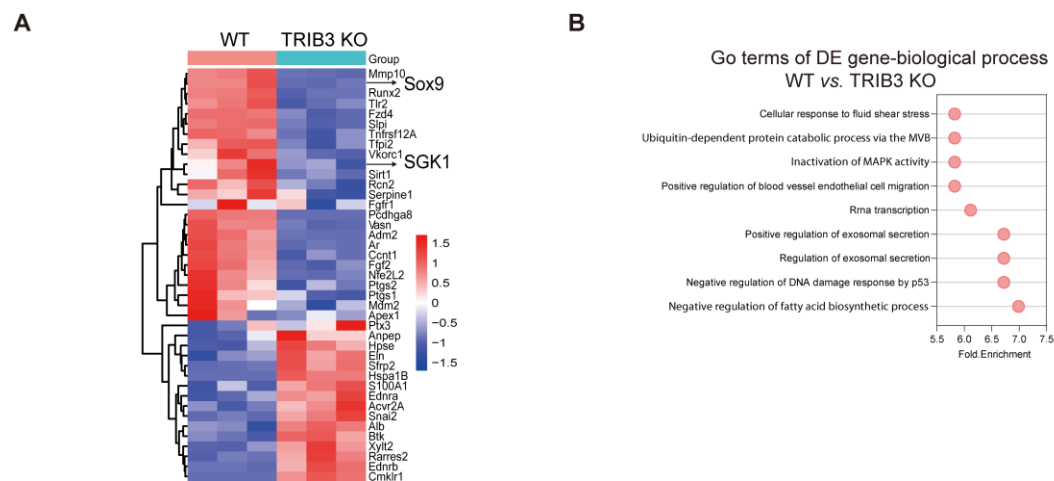 A
WT TRIB3 KO
Group
Mmp10
Sox9
Runx2
Tlr2
Fzd4
Slpi
Tnfrsf12A
Tfpi2
Vkorc1
SGK1
Sirt1
Rcn2
Serpine1
Fgfr1
Pcdhga8
Vasn
Adm2
Ar
Ccnt1
Fgf2
Nfe2L2
Ptgs2
Ptgs1
Mdm2
Apex1
Ptx3
Anpep
Hpse
Eln
Sfrp2
Hspa1B
S100A1
Ednra
Acvr2A
Snai2
Alb
Btk
Xylt2
Rarres2
Ednrb
Cmklr1
1.5
1
0.5
0
−0.5
−1
−1.5
B
Go terms of DE gene-biological process
WT vs. TRIB3 KO
Cellular response to fluid shear stress
Ubiquitin-dependent protein catabolic process via the MVB
Inactivation of MAPK activity
Positive regulation of blood vessel endothelial cell migration
Rrna transcription
Positive regulation of exosomal secretion
Regulation of exosomal secretion
Negative regulation of DNA damage response by p53
Negative regulation of fatty acid biosynthetic process
5.5 6.0 6.5 7.0 7.5
Fold.Enrichment